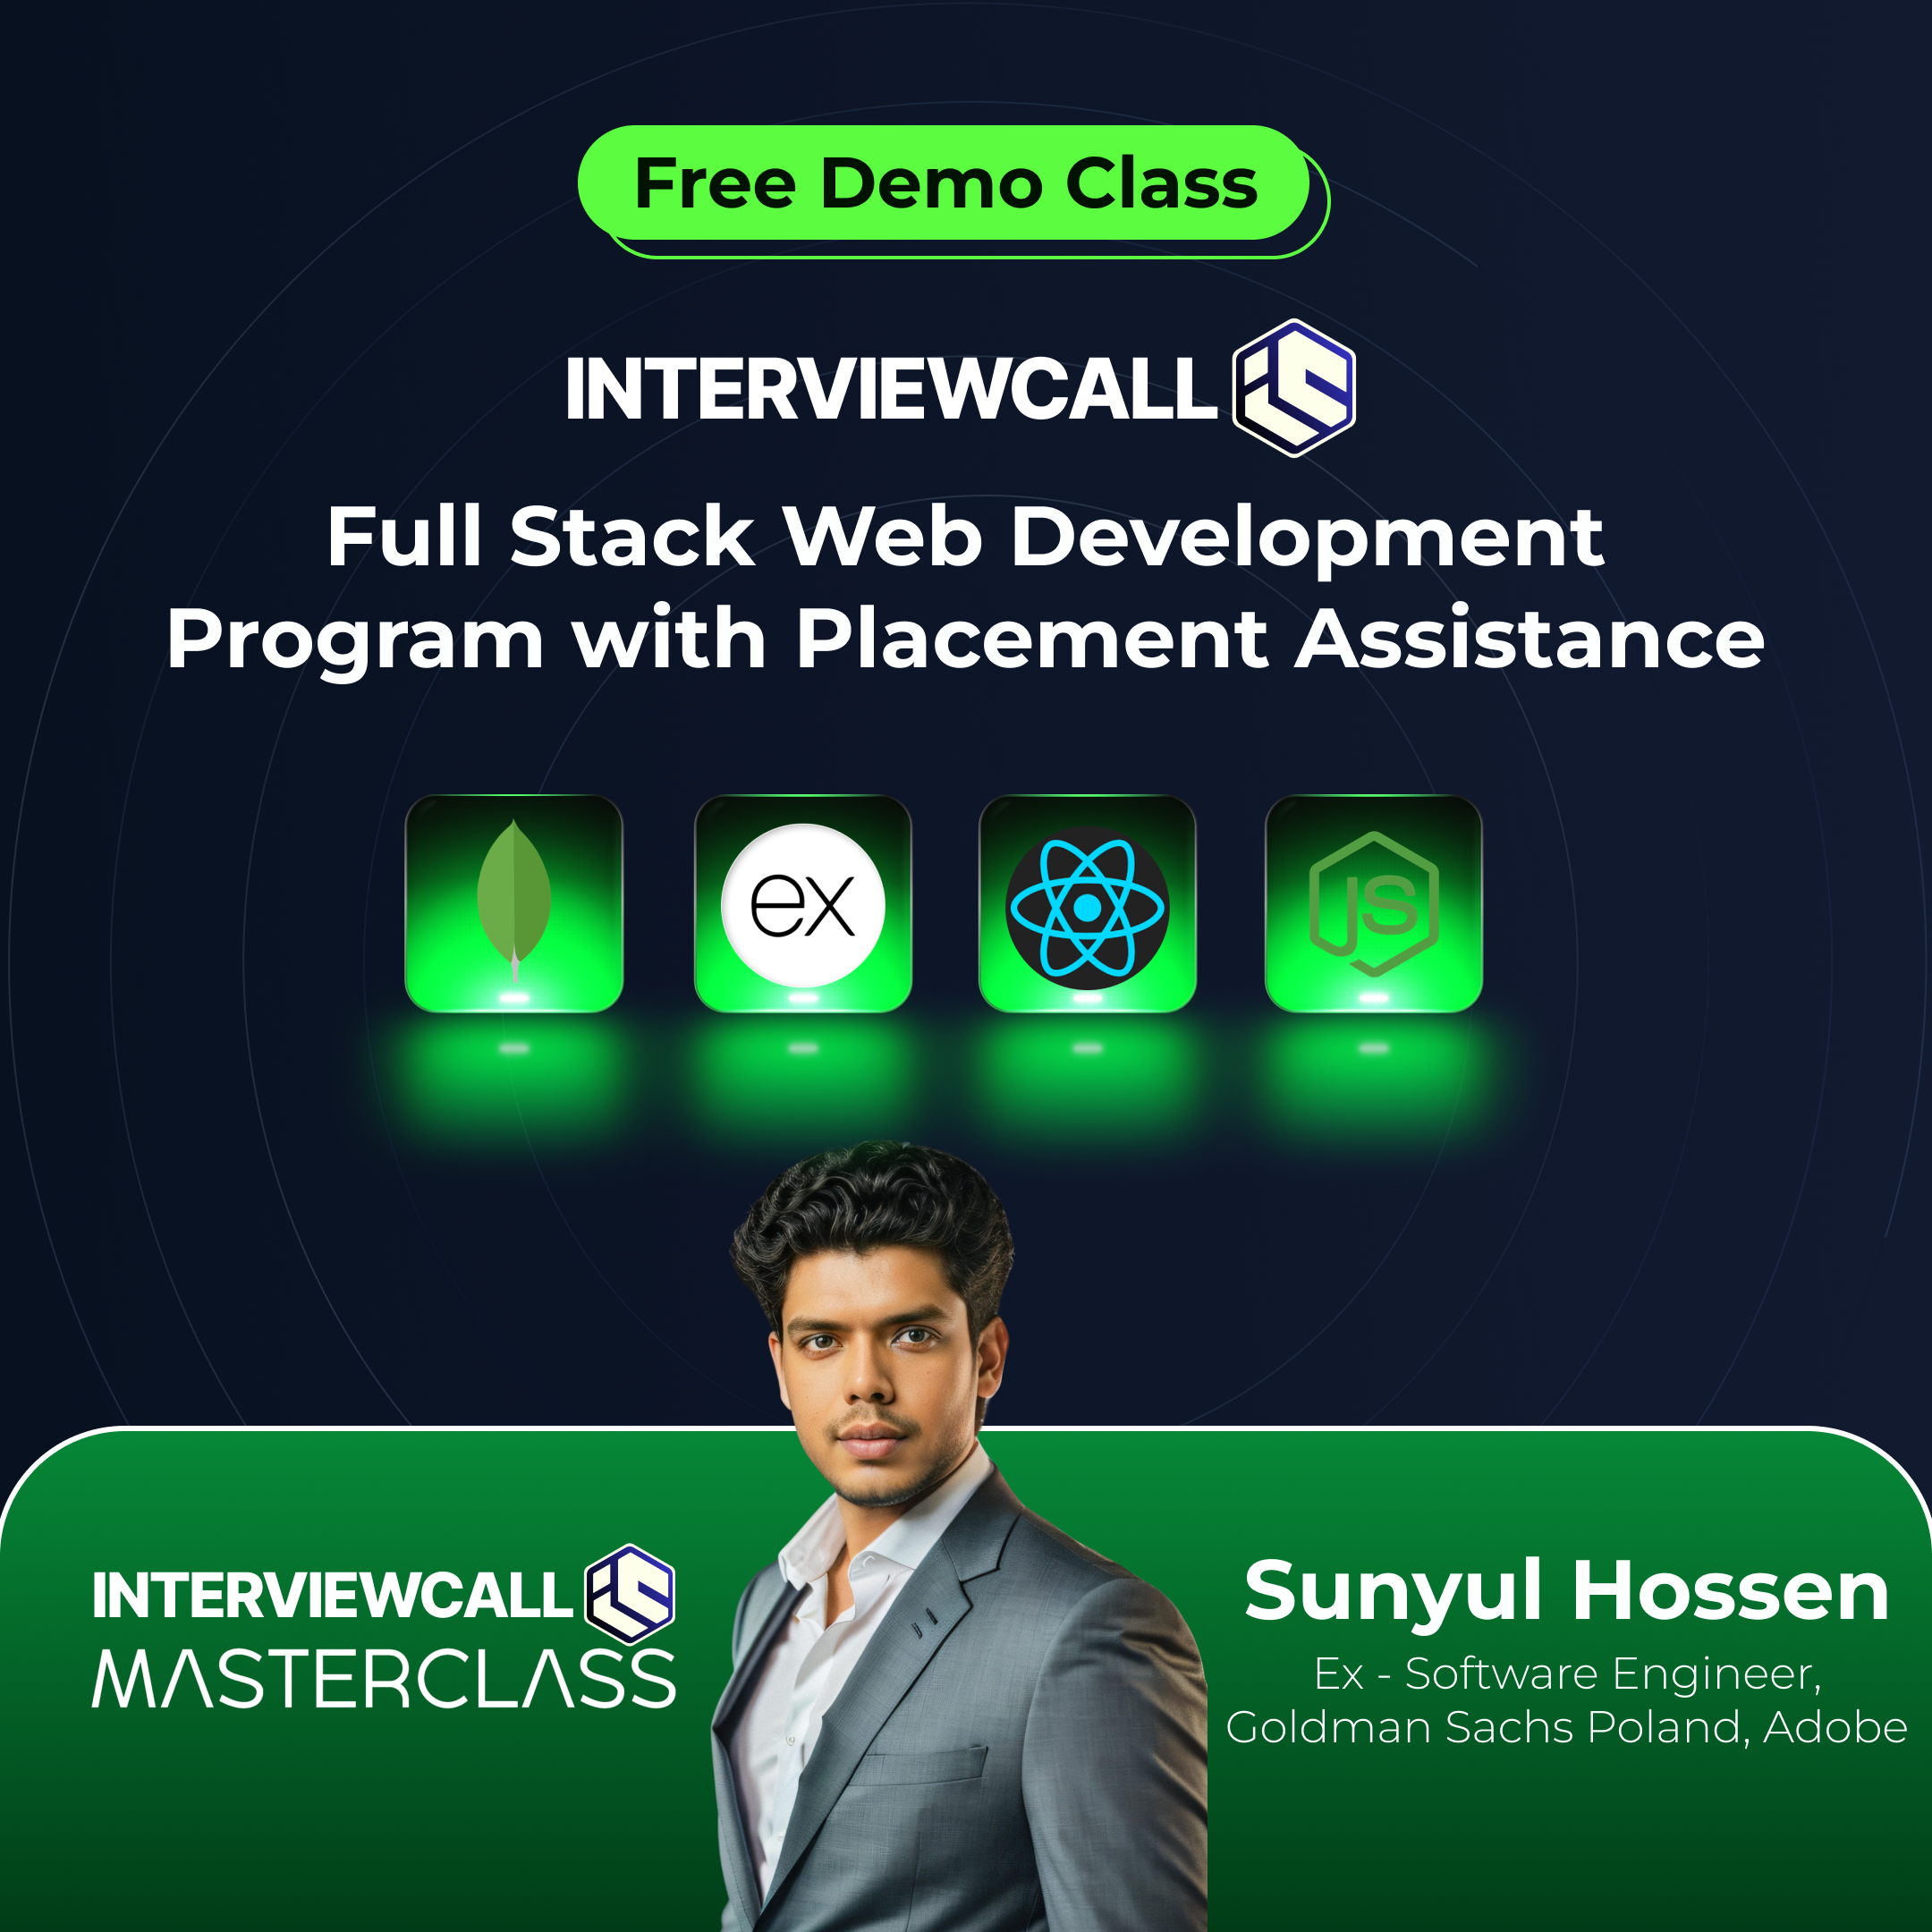 Free Demo Class
INTERVIEWCALL
Full Stack Web Development
Program with Placement Assistance
ex
JS
INTERVIEWCALL
MASTERCLASS
Sunyul Hossen
Ex - Software Engineer,
Goldman Sachs Poland, Adobe